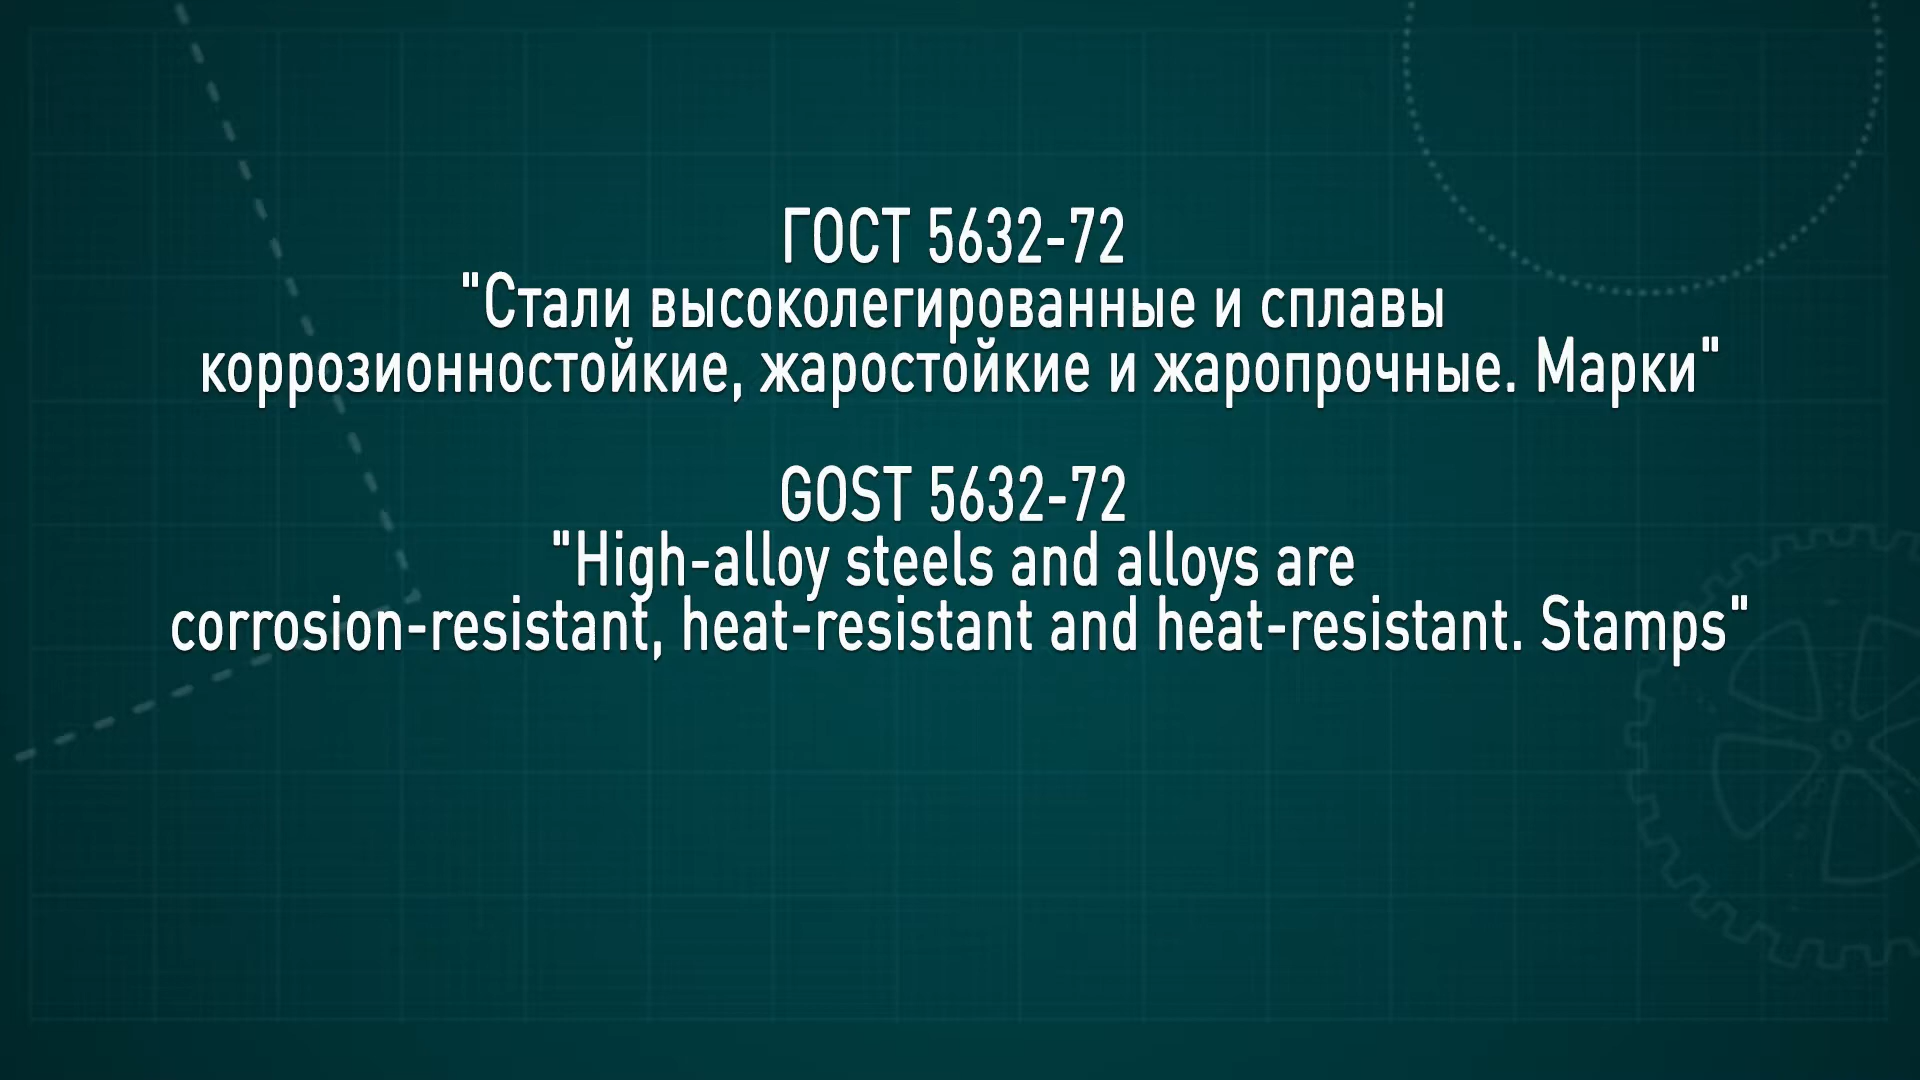 ГОСТ 5632-72
"Стали высоколегированные и сплавы
коррозионностойкие, жаростойкие и жаропрочные. Марки"
GOST 5632-72
"High-alloy steels and alloys are
corrosion-resistant, heat-resistant and heat-resistant. Stamps"